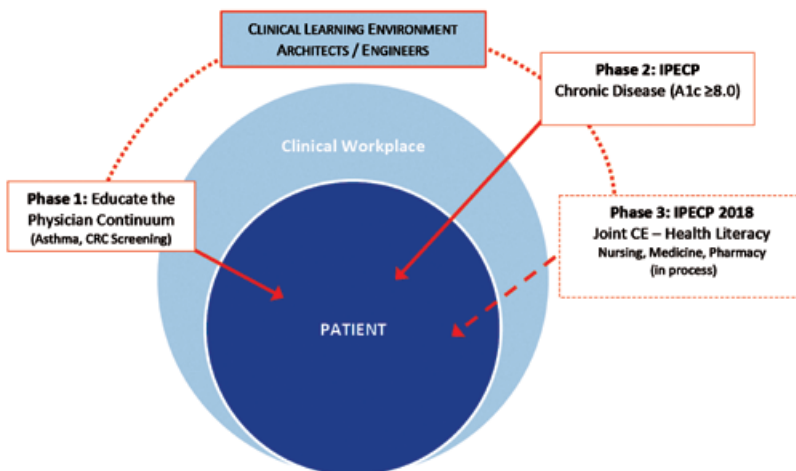 CLINICAL LEARNING ENVIRONMENT
ARCHITECTS / ENGINEERS
Phase 2: IPECP
Chronic Disease (A1c ≥8.0)
Clinical Workplace
Phase 1: Educate the
Physician Continuum
(Asthma, CRC Screening)
Phase 3: IPECP 2018
Joint CE – Health Literacy
Nursing, Medicine, Pharmacy
(in process)
PATIENT